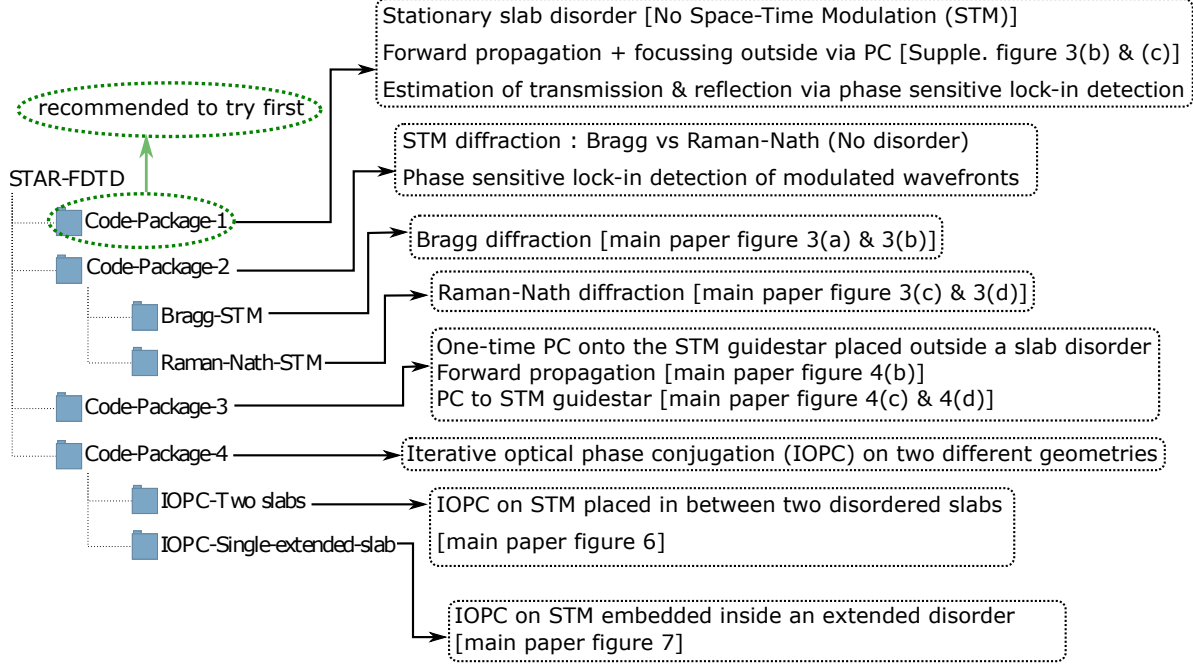 Stationary slab disorder [No Space-Time Modulation (STM)]
Forward propagation + focussing outside via PC [Supple. figure 3(b) & (c)]
Estimation of transmission & reflection via phase sensitive lock-in detection
recommended to try first
STM diffraction : Bragg vs Raman-Nath (No disorder)
Phase sensitive lock-in detection of modulated wavefronts
STAR-FDTD
Code-Package-1
Bragg diffraction [main paper figure 3(a) & 3(b)]
Code-Package-2
Raman-Nath diffraction [main paper figure 3(c) & 3(d)]
Bragg-STM
Raman-Nath-STM
One-time PC onto the STM guidestar placed outside a slab disorder
Forward propagation [main paper figure 4(b)]
PC to STM guidestar [main paper figure 4(c) & 4(d)]
Code-Package-3
Code-Package-4
Iterative optical phase conjugation (IOPC) on two different geometries
IOPC-Two slabs
IOPC on STM placed in between two disordered slabs
[main paper figure 6]
IOPC-Single-extended-slab
IOPC on STM embedded inside an extended disorder
[main paper figure 7]